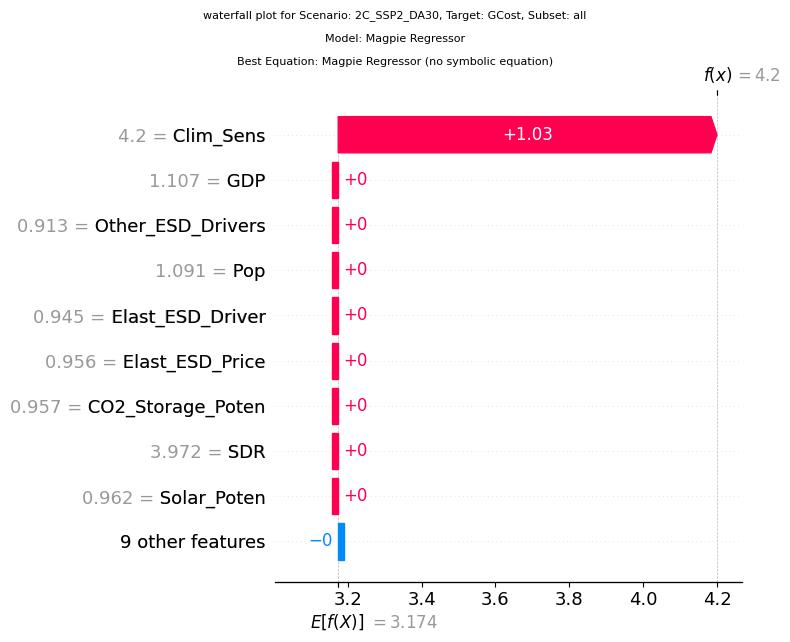 waterfall plot for Scenario: 2C_SSP2_DA30, Target: GCost, Subset: all
Model: Magpie Regressor
Best Equation: Magpie Regressor (no symbolic equation)
f(x) = 4.2
4.2 = Clim_Sens +1.03
1.107 = GDP +0
0.913 = Other_ESD_Drivers +0
1.091 = Pop +0
0.945 = Elast_ESD_Driver +0
0.956 = Elast_ESD_Price +0
0.957 = CO2_Storage_Poten +0
3.972 = SDR +0
0.962 = Solar_Poten +0
9 other features −0
3.2 3.4 3.6 3.8 4.0 4.2
E[f(X)] = 3.174